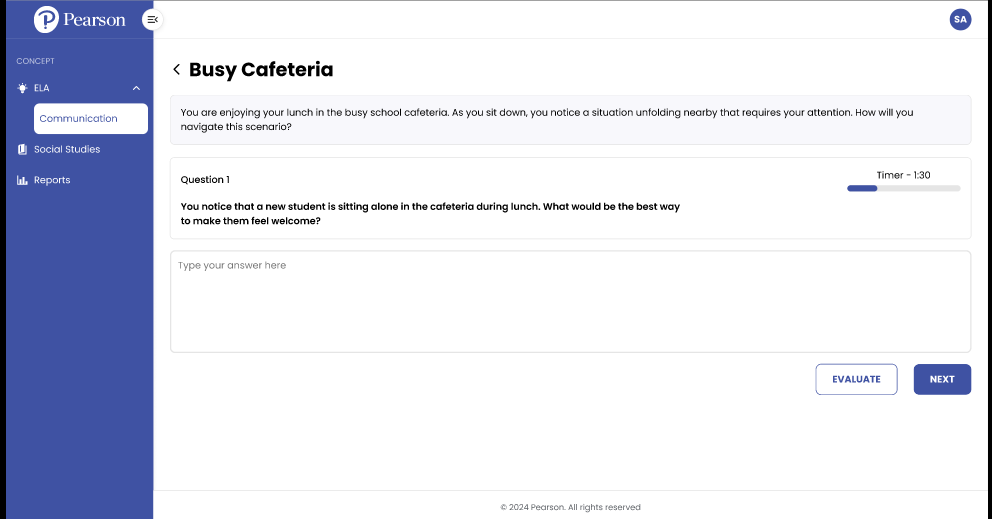 Pearson
SA
CONCEPT
ELA
Communication
Social Studies
Reports
Busy Cafeteria
You are enjoying your lunch in the busy school cafeteria. As you sit down, you notice a situation unfolding nearby that requires your attention. How will you
navigate this scenario?
Question 1
Timer - 1:30
You notice that a new student is sitting alone in the cafeteria during lunch. What would be the best way
to make them feel welcome?
Type your answer here
EVALUATE
NEXT
© 2024 Pearson. All rights reserved